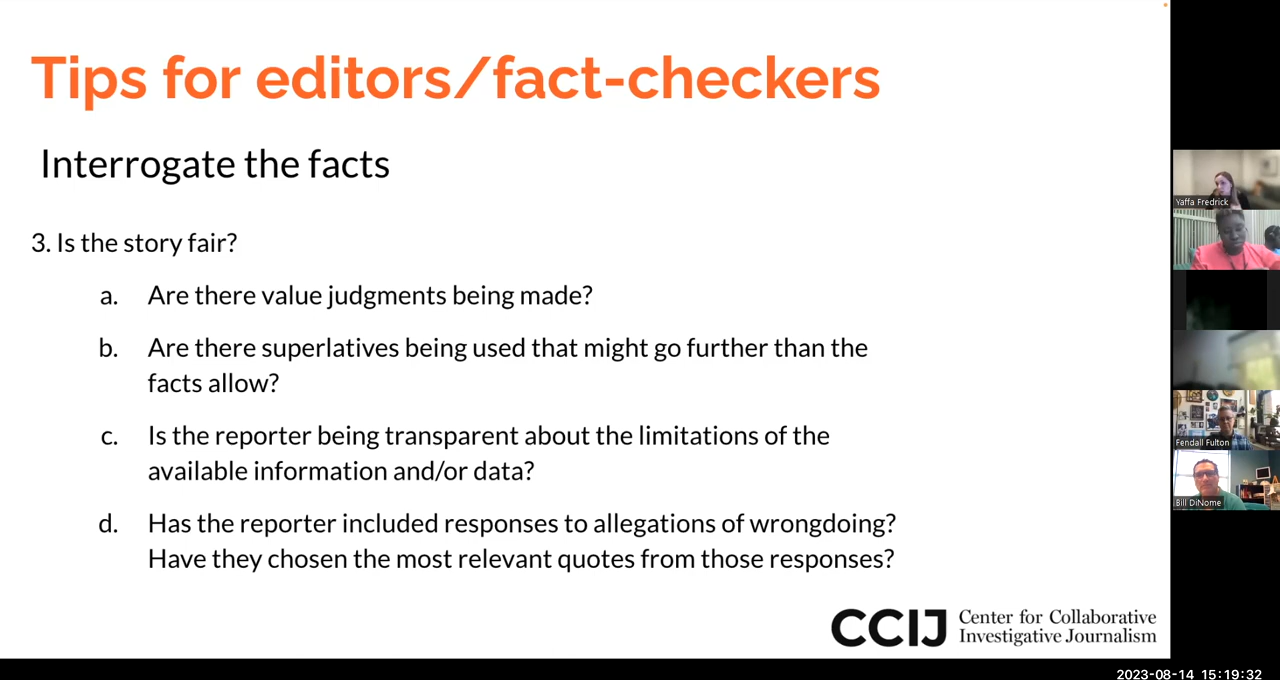 Tips for editors/fact-checkers
Interrogate the facts
3. Is the story fair?
a. Are there value judgments being made?
b. Are there superlatives being used that might go further than the
facts allow?
c. Is the reporter being transparent about the limitations of the
available information and/or data?
d. Has the reporter included responses to allegations of wrongdoing?
Have they chosen the most relevant quotes from those responses?
CCIJ
Center for Collaborative
Investigative Journalism
Yaffa Fredrick
Fendall Fulton
Bill DiNome
2023-08-14 15:19:32